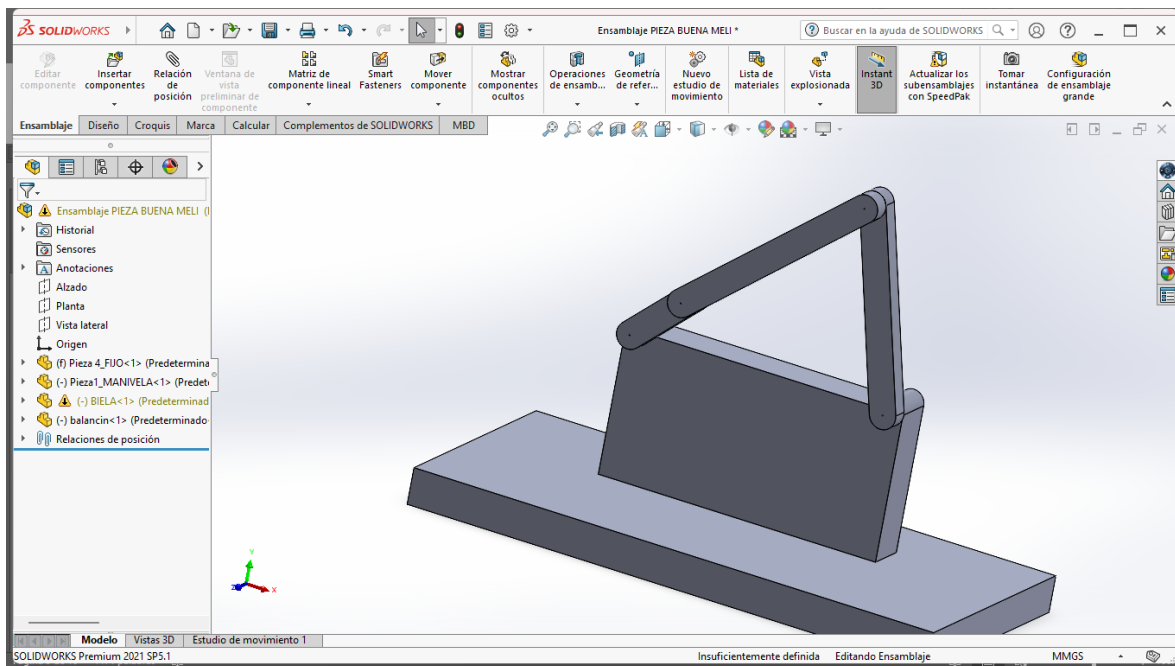 SOLIDWORKS
Ensamblaje PIEZA BUENA MELI *
Buscar en la ayuda de SOLIDWORKS
Editar componente
Insertar componentes
Relación de posición
Ventana de vista preliminar de componente
Matriz de componente lineal
Smart Fasteners
Mover componente
Mostrar componentes ocultos
Operaciones de ensamb...
Geometría de refer...
Nuevo estudio de movimiento
Lista de materiales
Vista explosionada
Instant 3D
Actualizar los subensamblajes con SpeedPak
Tomar instantánea
Configuración de ensamblaje grande
Ensamblaje Diseño Croquis Marca Calcular Complementos de SOLIDWORKS MBD
Ensamblaje PIEZA BUENA MELI (
Historial
Sensores
Anotaciones
Alzado
Planta
Vista lateral
Origen
(f) Pieza 4_FIJO<1> (Predetermina
(-) Pieza1_MANIVELA<1> (Predet
(-) BIELA<1> (Predeterminad
(-) balancin<1> (Predeterminado
Relaciones de posición
Y
Z
X
Modelo Vistas 3D Estudio de movimiento 1
SOLIDWORKS Premium 2021 SP5.1
Insuficientemente definida Editando Ensamblaje MMGS